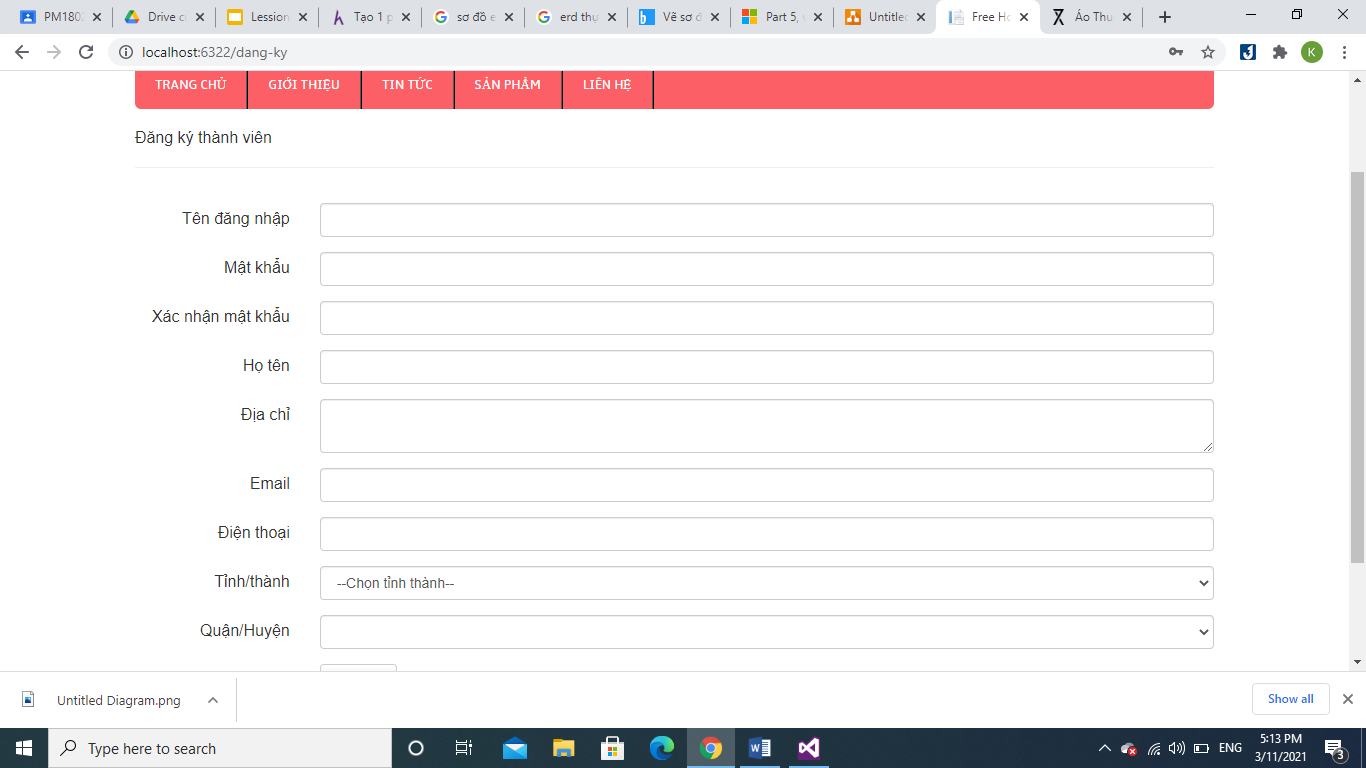 PM180 Drive c Lession Tạo 1 p sơ đồ e erd thụ Vẽ sơ đ Part 5, Untitled Free Ho Áo Thu
localhost:6322/dang-ky K
TRANG CHỦ GIỚI THIỆU TIN TỨC SẢN PHẨM LIÊN HỆ
Đăng ký thành viên
Tên đăng nhập
Mật khẩu
Xác nhận mật khẩu
Họ tên
Địa chỉ
Email
Điện thoại
Tỉnh/thành --Chọn tỉnh thành--
Quận/Huyện
Untitled Diagram.png Show all
Type here to search ENG 5:13 PM
3/11/2021 3